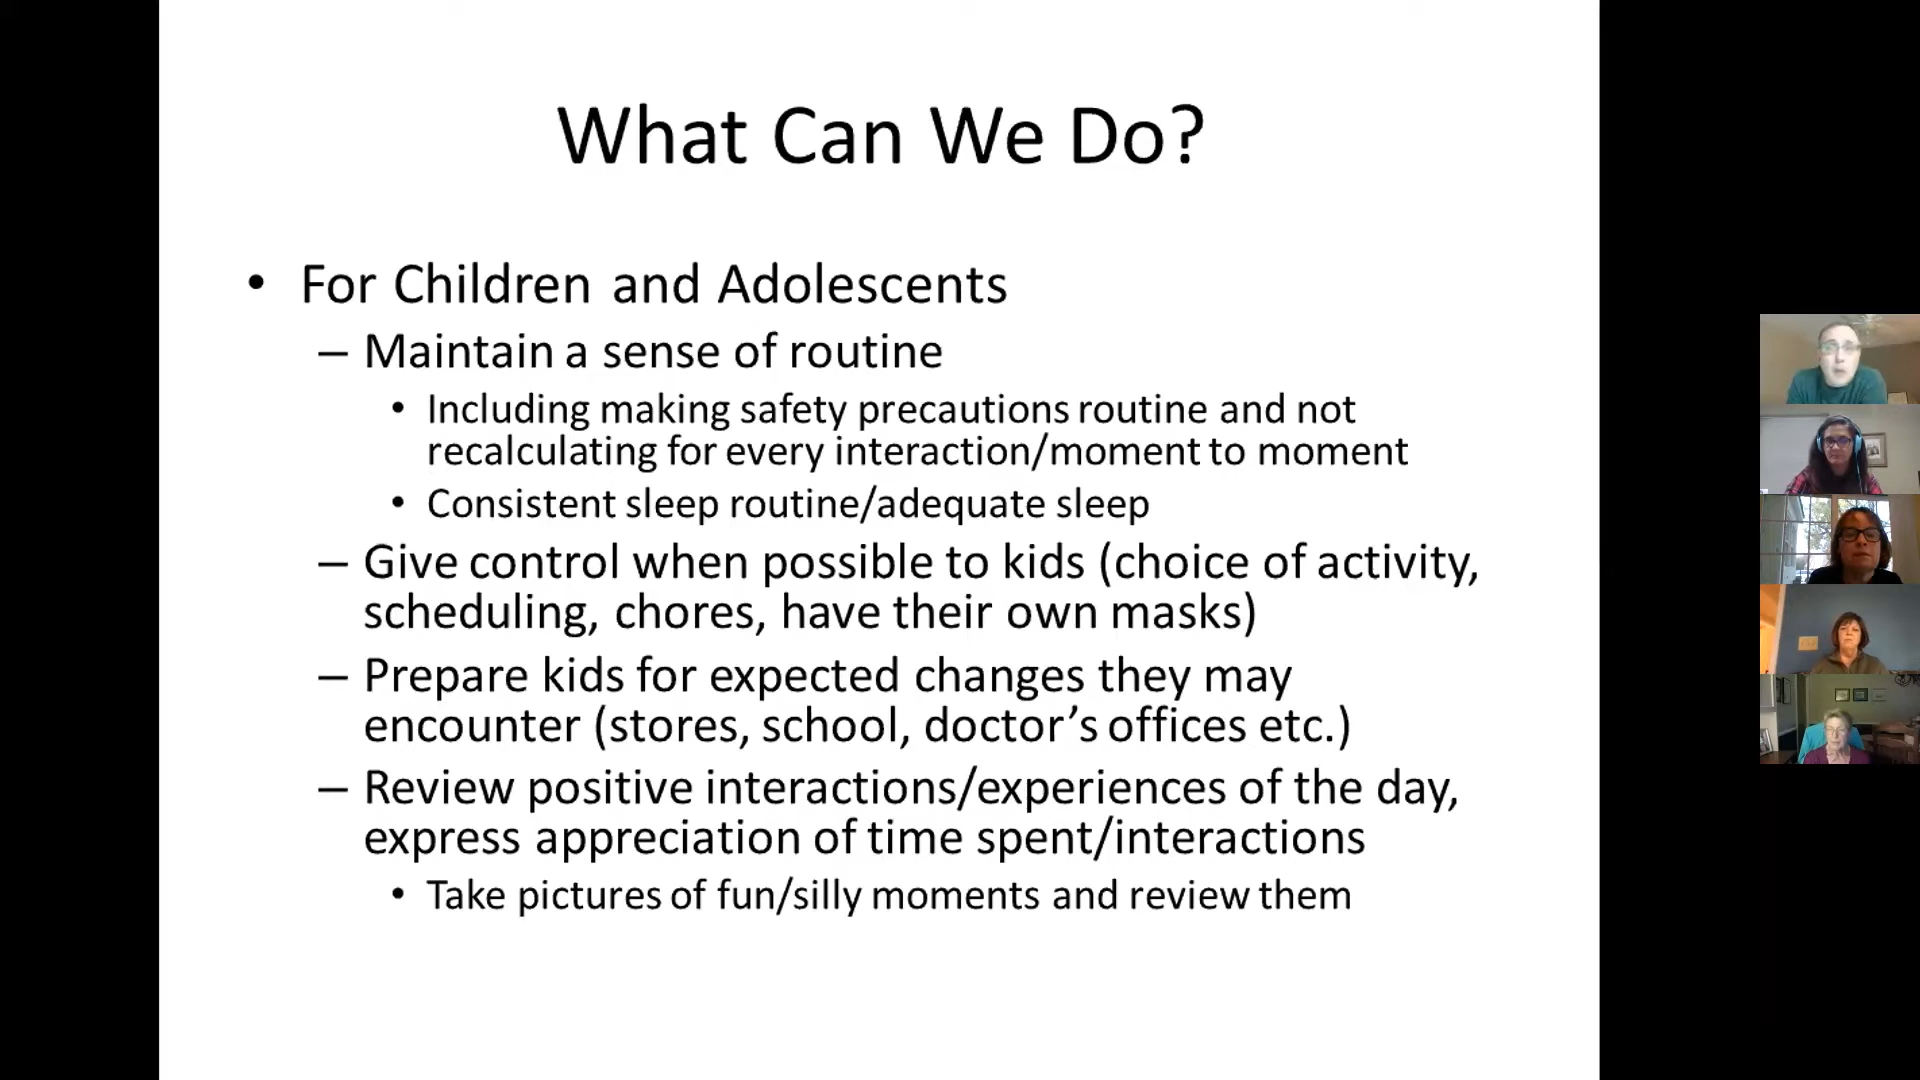 What Can We Do?
• For Children and Adolescents
– Maintain a sense of routine
• Including making safety precautions routine and not
recalculating for every interaction/moment to moment
• Consistent sleep routine/adequate sleep
– Give control when possible to kids (choice of activity,
scheduling, chores, have their own masks)
– Prepare kids for expected changes they may
encounter (stores, school, doctor’s offices etc.)
– Review positive interactions/experiences of the day,
express appreciation of time spent/interactions
• Take pictures of fun/silly moments and review them